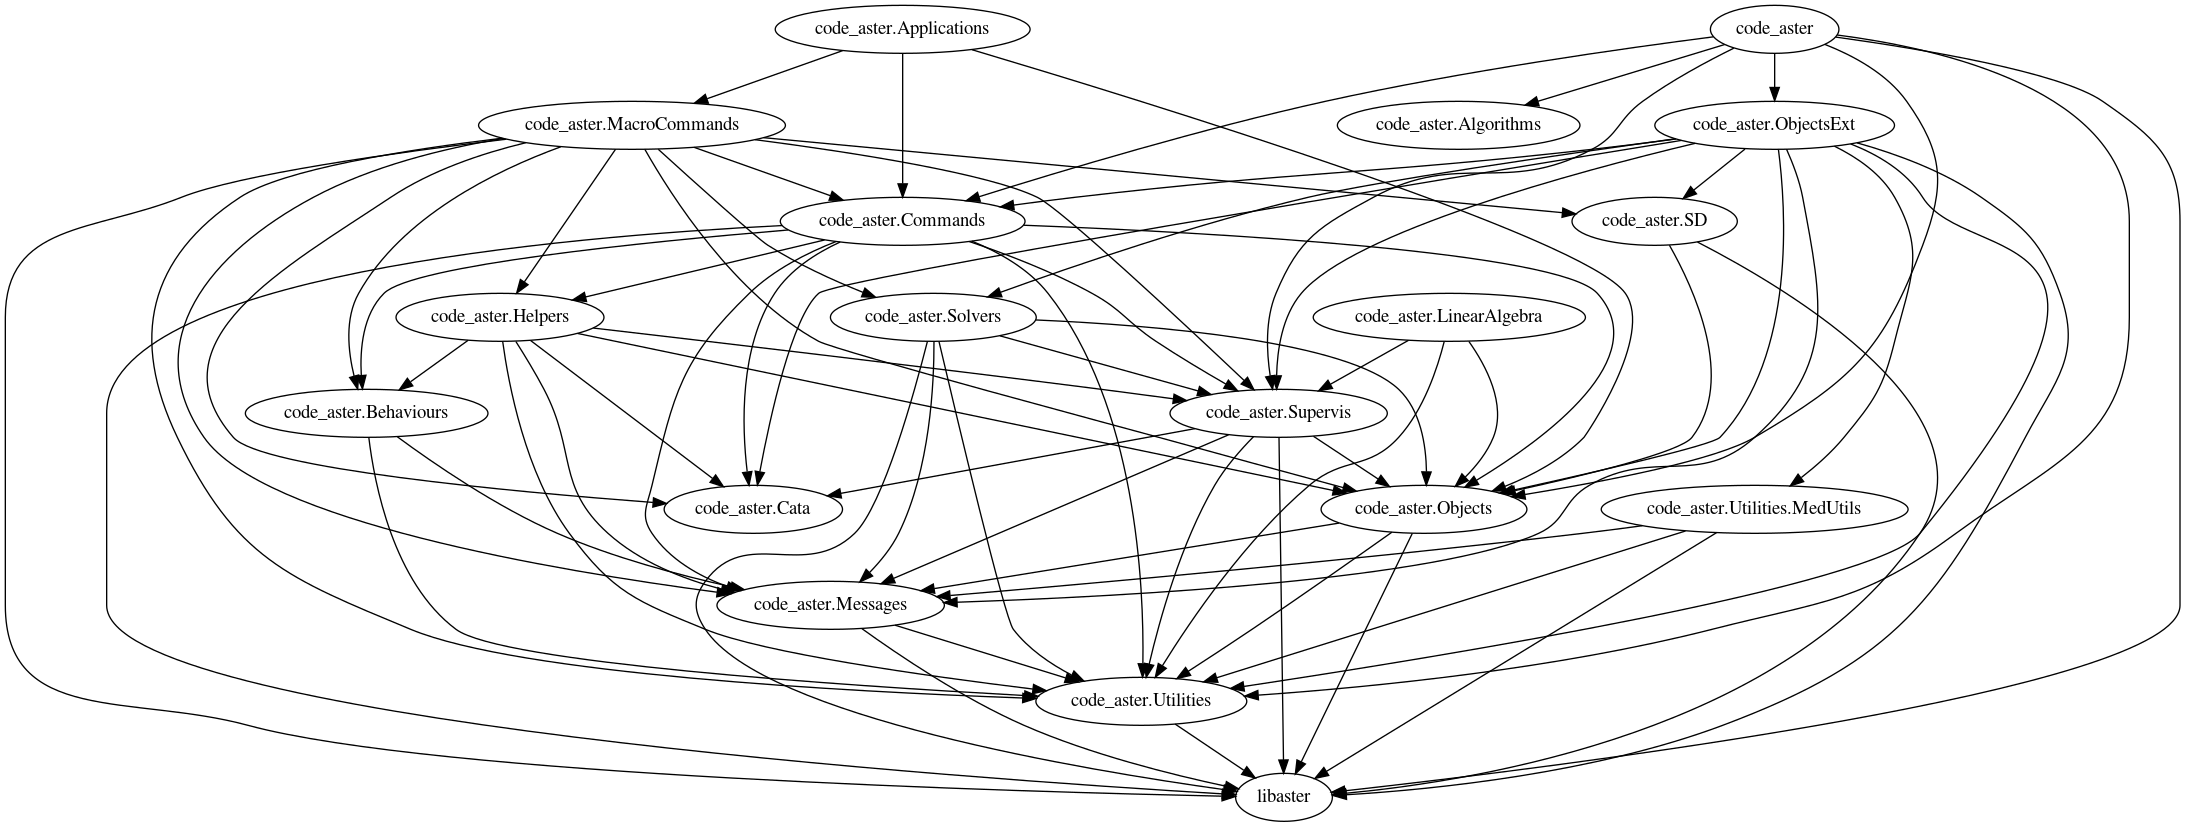 code_aster.Applications
code_aster
code_aster.MacroCommands
code_aster.Algorithms
code_aster.ObjectsExt
code_aster.Commands
code_aster.SD
code_aster.Helpers
code_aster.Solvers
code_aster.LinearAlgebra
code_aster.Behaviours
code_aster.Supervis
code_aster.Cata
code_aster.Objects
code_aster.Utilities.MedUtils
code_aster.Messages
code_aster.Utilities
libaster